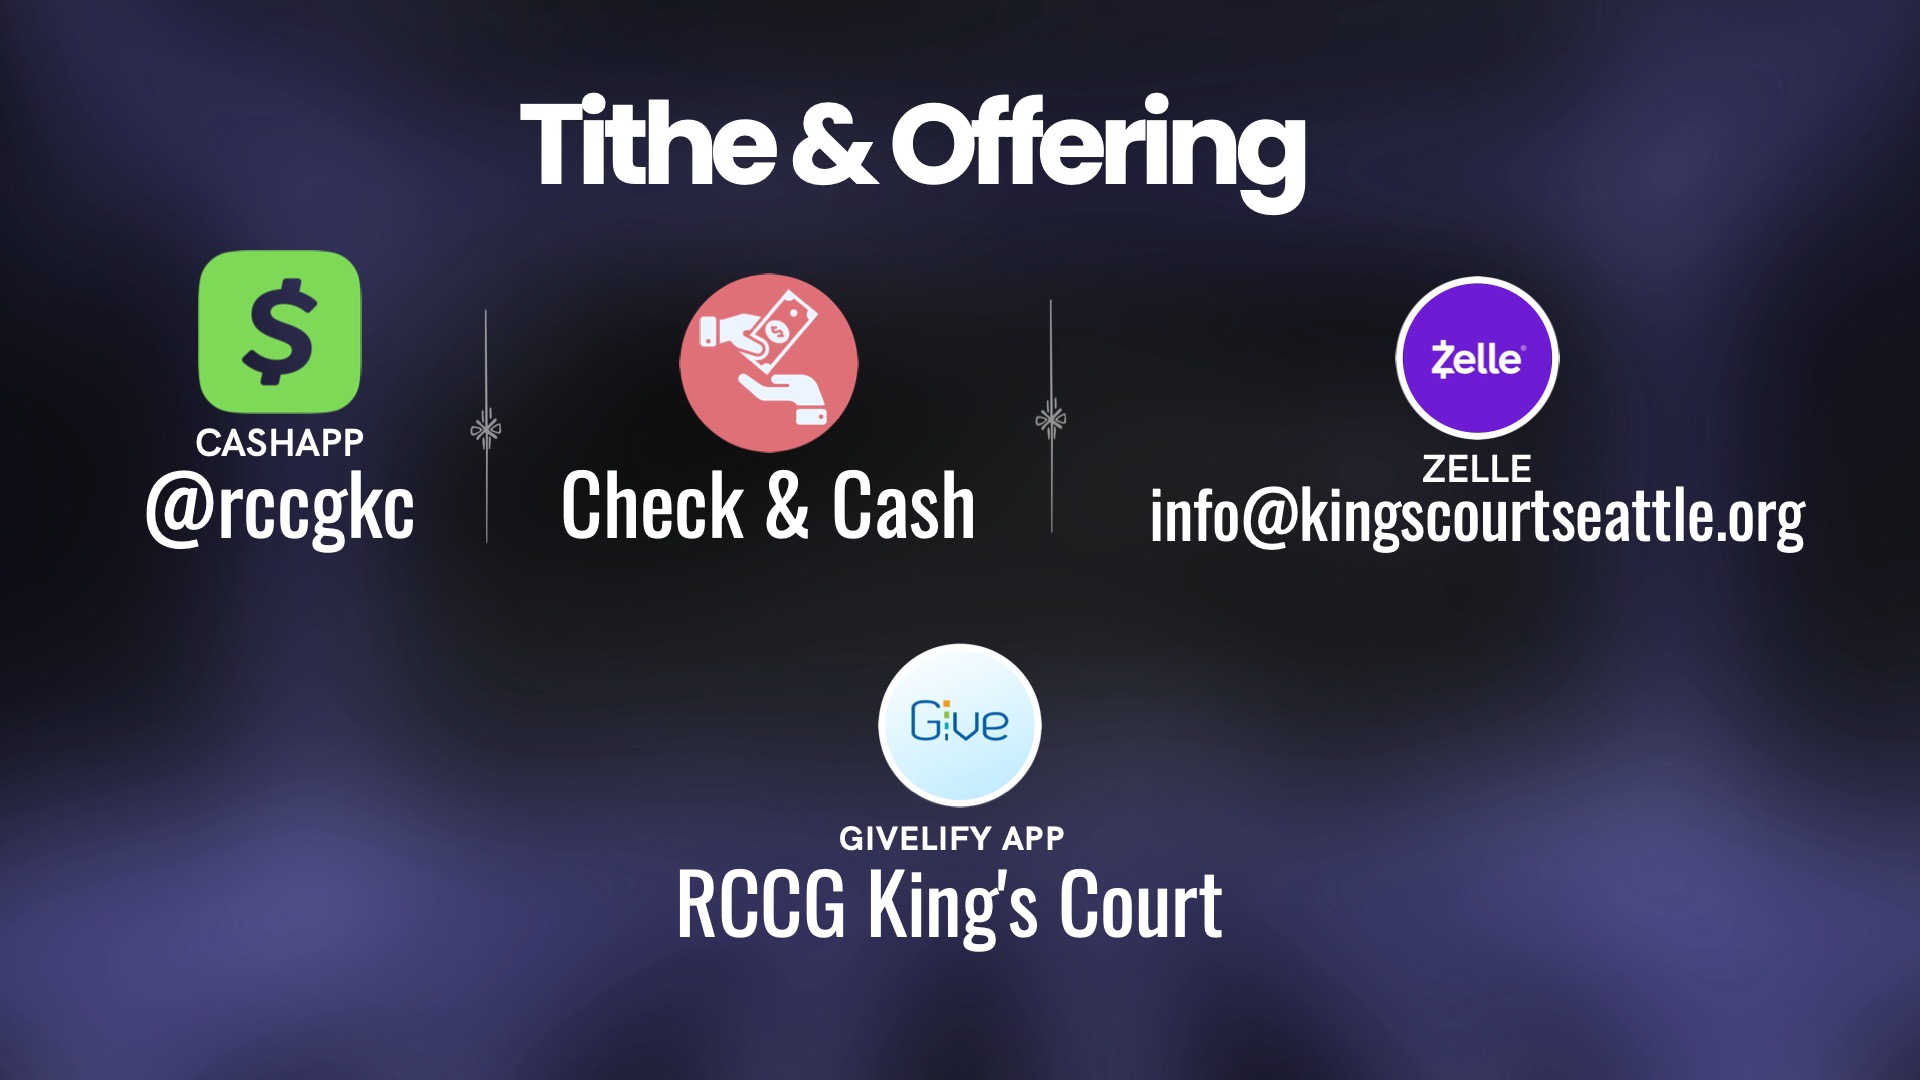 Tithe & Offering
$
CASHAPP
@rccgkc
$
Check & Cash
Zelle®
ZELLE
info@kingscourtseattle.org
Give
GIVELIFY APP
RCCG King's Court